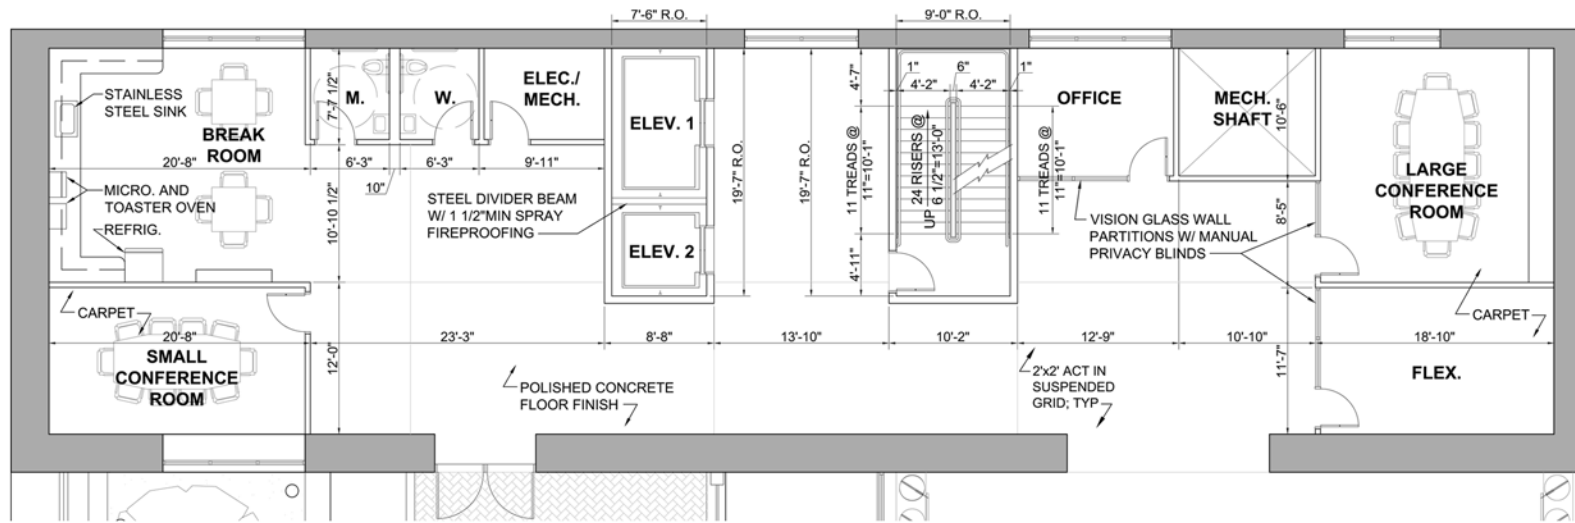 7'-6" R.O.
9'-0" R.O.
STAINLESS
STEEL SINK
BREAK
ROOM
20'-8"
MICRO. AND
TOASTER OVEN
REFRIG.
7'-7 1/2"
M.
W.
ELEC./
MECH.
6'-3"
6'-3"
9'-11"
10"
10'-10 1/2"
STEEL DIVIDER BEAM
W/ 1 1/2"MIN SPRAY
FIREPROOFING
ELEV. 1
ELEV. 2
19'-7" R.O.
19'-7" R.O.
4'-7"
11 TREADS @
11"=10'-1"
4'-11"
1"
6"
1"
4'-2"
4'-2"
UP
24 RISERS @
6 1/2"=13'-0"
11 TREADS @
11"=10'-1"
OFFICE
MECH.
SHAFT
10'-6"
8'-5"
VISION GLASS WALL
PARTITIONS W/ MANUAL
PRIVACY BLINDS
LARGE
CONFERENCE
ROOM
CARPET
CARPET
20'-8"
23'-3"
8'-8"
13'-10"
10'-2"
12'-9"
10'-10"
18'-10"
SMALL
CONFERENCE
ROOM
12'-0"
POLISHED CONCRETE
FLOOR FINISH
2'x2' ACT IN
SUSPENDED
GRID; TYP
11'-7"
FLEX.